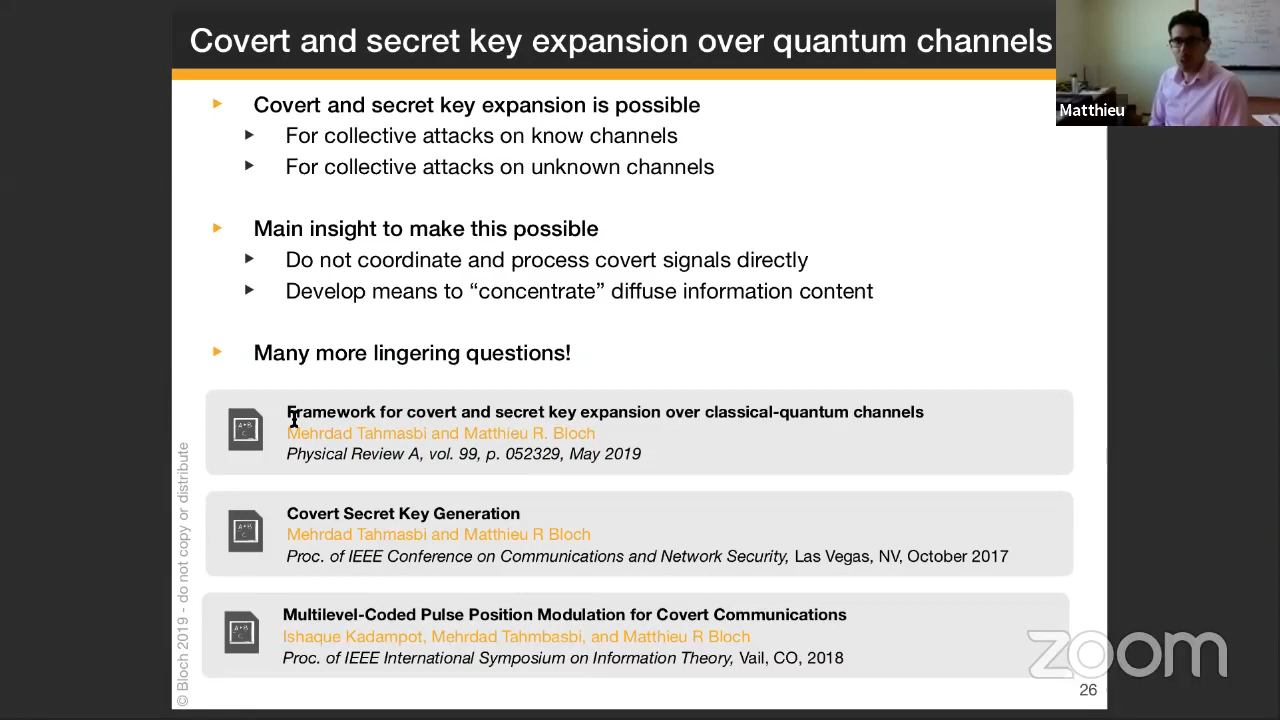 Covert and secret key expansion over quantum channels
Matthieu
Covert and secret key expansion is possible
For collective attacks on know channels
For collective attacks on unknown channels
Main insight to make this possible
Do not coordinate and process covert signals directly
Develop means to “concentrate” diffuse information content
Many more lingering questions!
Framework for covert and secret key expansion over classical-quantum channels
Mehrdad Tahmasbi and Matthieu R. Bloch
Physical Review A, vol. 99, p. 052329, May 2019
Covert Secret Key Generation
Mehrdad Tahmasbi and Matthieu R Bloch
Proc. of IEEE Conference on Communications and Network Security, Las Vegas, NV, October 2017
Multilevel-Coded Pulse Position Modulation for Covert Communications
Ishaque Kadampot, Mehrdad Tahmbasbi, and Matthieu R Bloch
Proc. of IEEE International Symposium on Information Theory, Vail, CO, 2018
© Bloch 2019 - do not copy or distribute
zoom
26